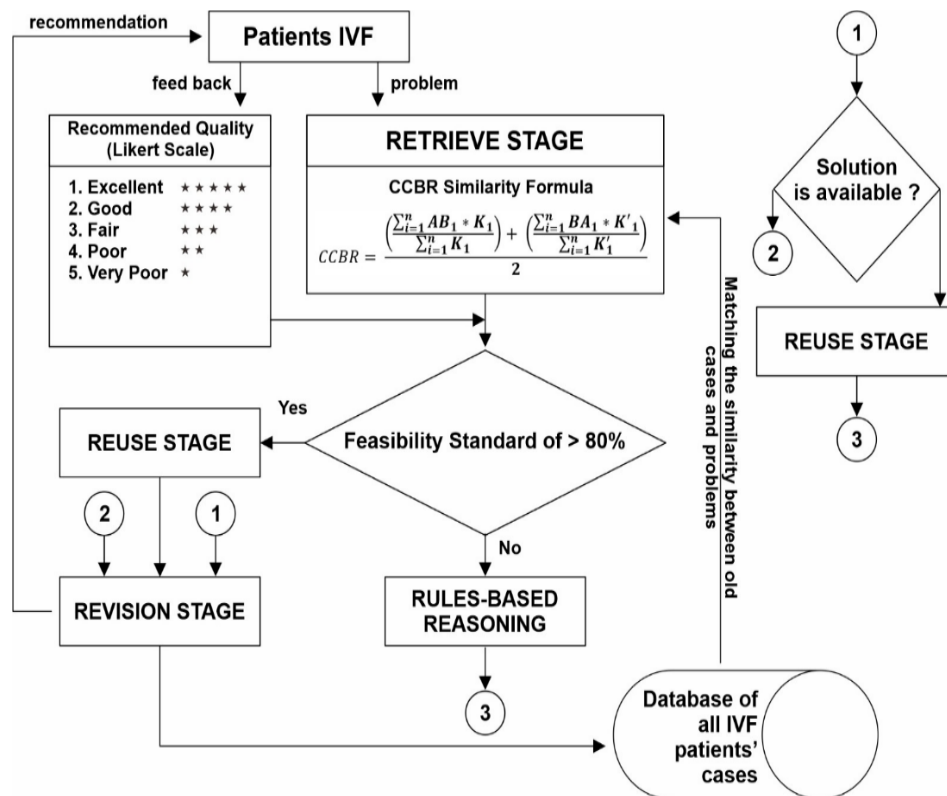 recommendation
Patients IVF
feed back
problem
Recommended Quality
(Likert Scale)
1. Excellent ★★★★★
2. Good ★★★★
3. Fair ★★★
4. Poor ★★
5. Very Poor ★
RETRIEVE STAGE
CCBR Similarity Formula
CCBR = ((∑ⁿᵢ₌₁ AB₁ * K₁ / ∑ⁿᵢ₌₁ K₁) + (∑ⁿᵢ₌₁ BA₁ * K'₁ / ∑ⁿᵢ₌₁ K'₁)) / 2
Yes
Feasibility Standard of > 80%
REUSE STAGE
2
1
No
REVISION STAGE
RULES-BASED
REASONING
3
Matching the similarity between old
cases and problems
Database of
all IVF
patients'
cases
1
Solution
is available ?
2
REUSE STAGE
3